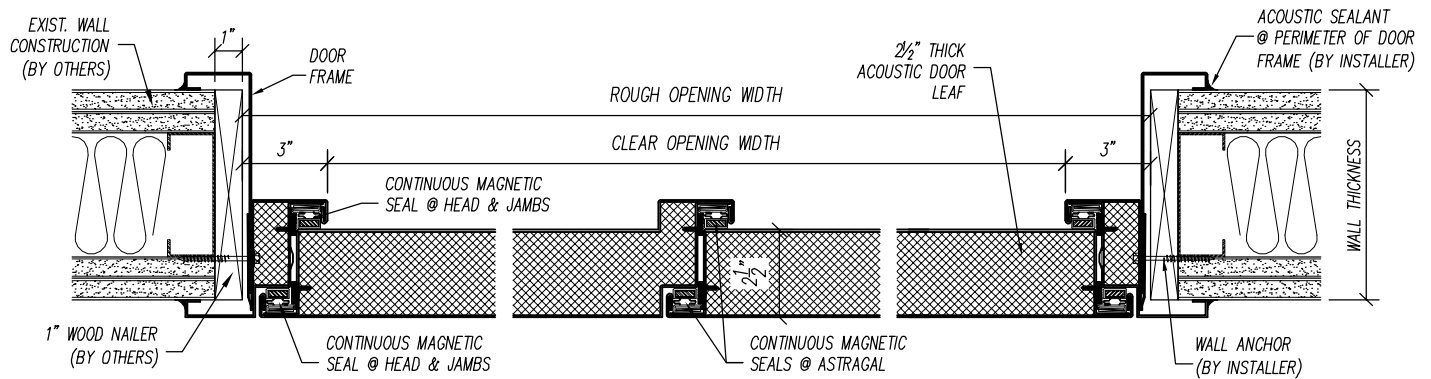 EXIST. WALL
CONSTRUCTION
(BY OTHERS)
1"
DOOR
FRAME
2½" THICK
ACOUSTIC DOOR
LEAF
ACOUSTIC SEALANT
@ PERIMETER OF DOOR
FRAME (BY INSTALLER)
ROUGH OPENING WIDTH
CLEAR OPENING WIDTH
3"
3"
CONTINUOUS MAGNETIC
SEAL @ HEAD & JAMBS
WALL THICKNESS
2½"
1" WOOD NAILER
(BY OTHERS)
CONTINUOUS MAGNETIC
SEAL @ HEAD & JAMBS
CONTINUOUS MAGNETIC
SEALS @ ASTRAGAL
WALL ANCHOR
(BY INSTALLER)